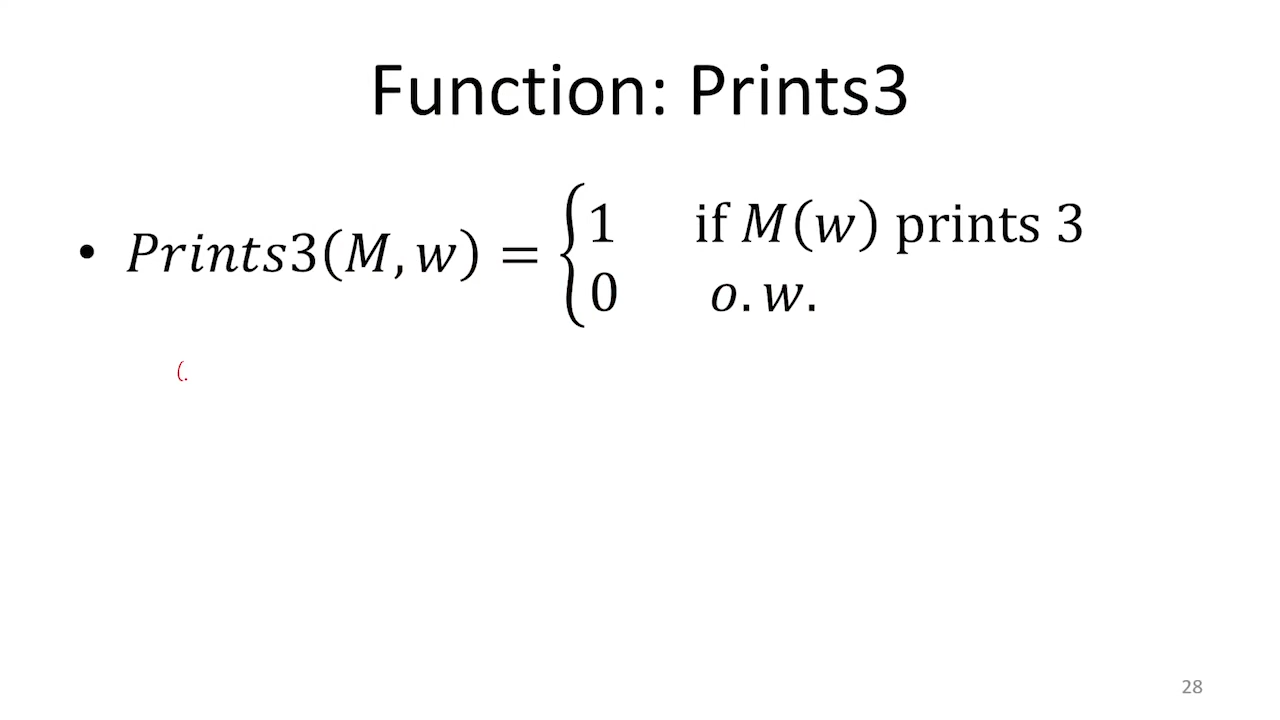 Function: Prints3
• Prints3(M, w) = { 1 if M(w) prints 3
0 o.w.
(.
28